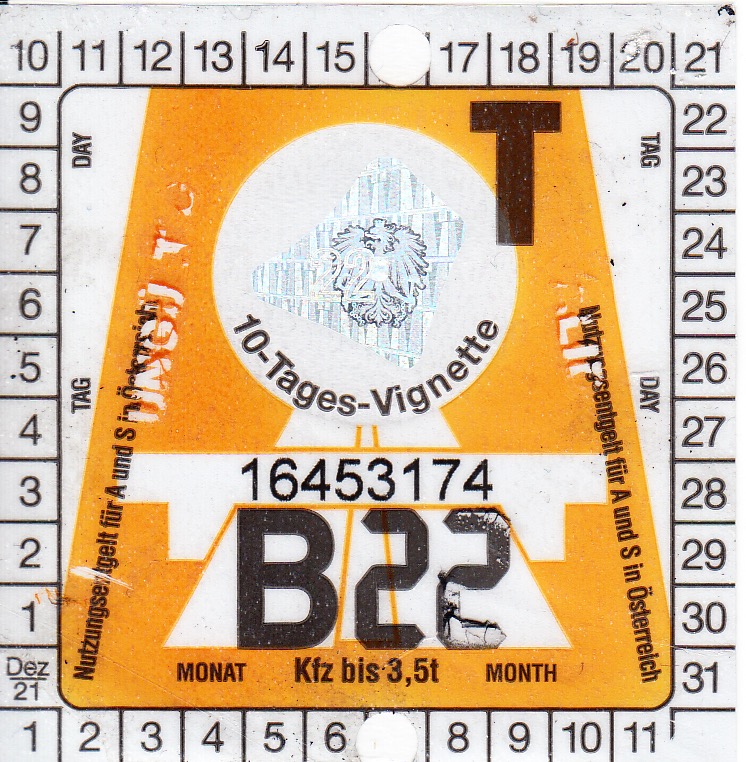 10 11 12 13 14 15 17 18 19 20 21
9 22
8 23
7 24
6 25
5 26
4 27
3 28
2 29
1 30
Dez 21 31
1 2 3 4 5 6 8 9 10 11
DAY
TAG
T
22
10-Tages-Vignette
TAG
DAY
Nutzungsentgelt für A und S in Österreich
Nutzungsentgelt für A und S in Österreich
16453174
B22
MONAT Kfz bis 3,5t MONTH